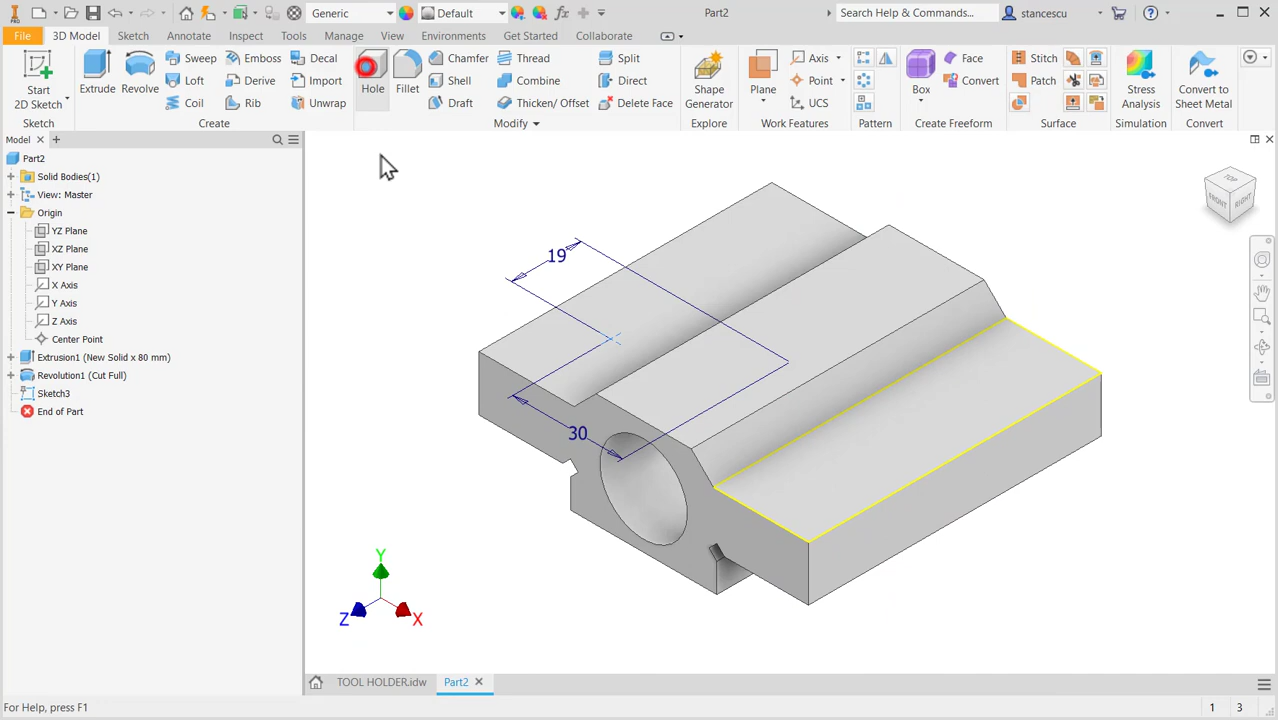 PRO
Generic
Default
Part2
Search Help & Commands...
stancescu
File
3D Model
Sketch
Annotate
Inspect
Tools
Manage
View
Environments
Get Started
Collaborate
Start
2D Sketch
Extrude
Revolve
Sweep
Loft
Coil
Emboss
Derive
Rib
Decal
Import
Unwrap
Hole
Fillet
Chamfer
Shell
Draft
Thread
Combine
Thicken/ Offset
Split
Direct
Delete Face
Shape
Generator
Plane
Axis
Point
UCS
Box
Face
Convert
Stitch
Patch
Stress
Analysis
Convert to
Sheet Metal
Sketch
Create
Modify
Explore
Work Features
Pattern
Create Freeform
Surface
Simulation
Convert
Model
Part2
Solid Bodies(1)
View: Master
Origin
YZ Plane
XZ Plane
XY Plane
X Axis
Y Axis
Z Axis
Center Point
Extrusion1 (New Solid x 80 mm)
Revolution1 (Cut Full)
Sketch3
End of Part
19
30
TOP
FRONT
RIGHT
Y
Z
X
TOOL HOLDER.idw
Part2
For Help, press F1
1
3